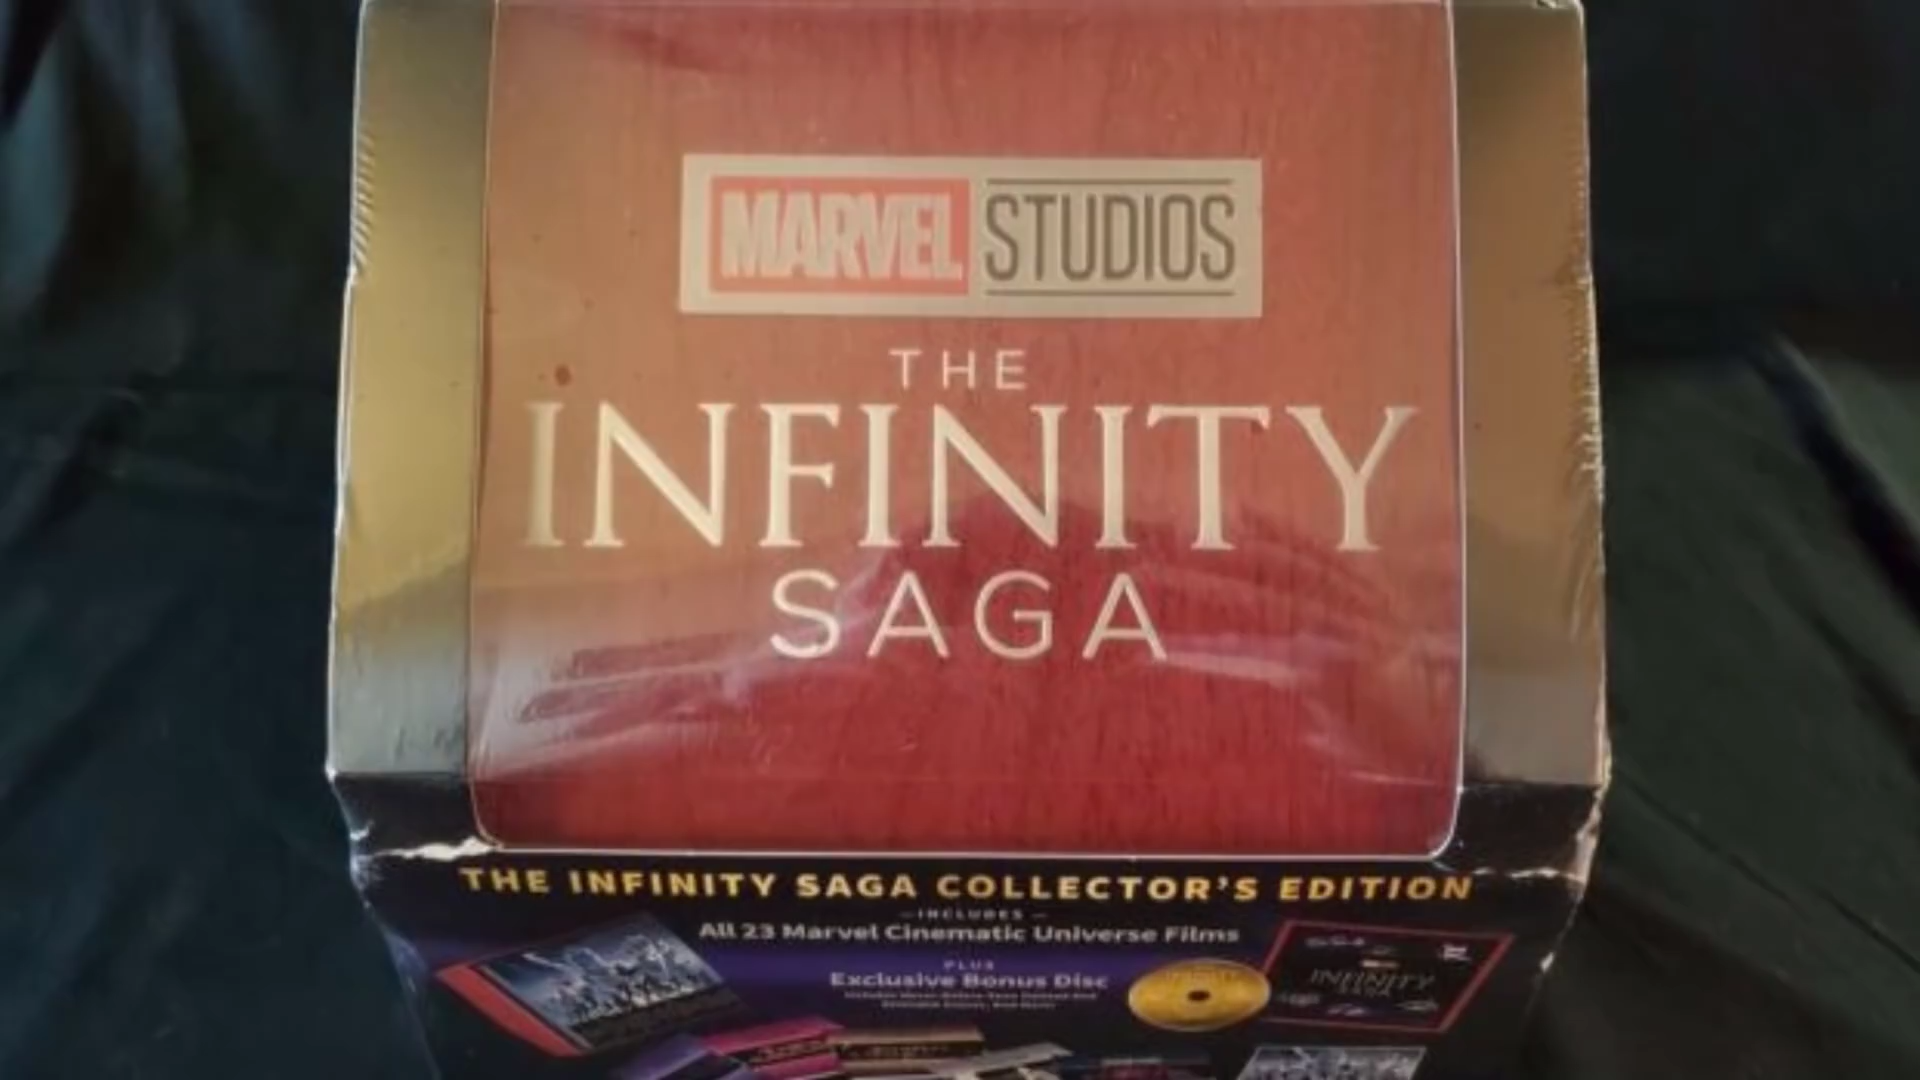 MARVEL STUDIOS
THE
INFINITY
SAGA
THE INFINITY SAGA COLLECTOR'S EDITION
—INCLUDES—
All 23 Marvel Cinematic Universe Films
PLUS
Exclusive Bonus Disc
INFINITY
SAGA